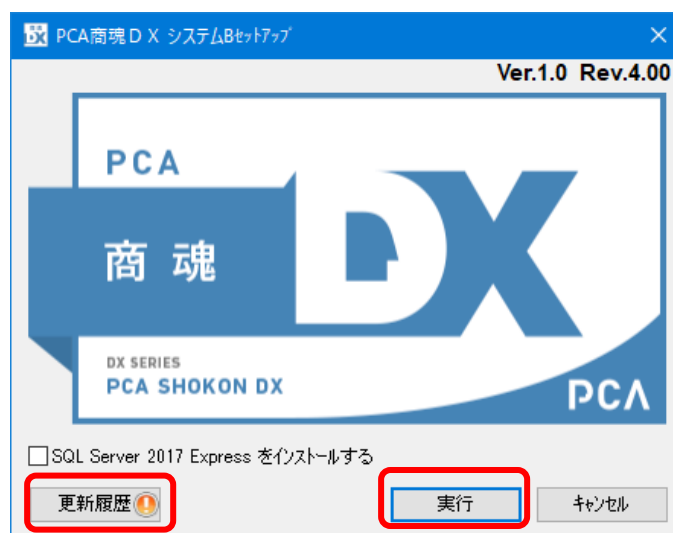 DX PCA商魂ＤＸ システムBｾｯﾄｱｯﾌﾟ
Ver.1.0 Rev.4.00
PCA
DX
商魂
DX SERIES
PCA SHOKON DX
PCA
SQL Server 2017 Express をインストールする
更新履歴
実行
ｷｬﾝｾﾙ